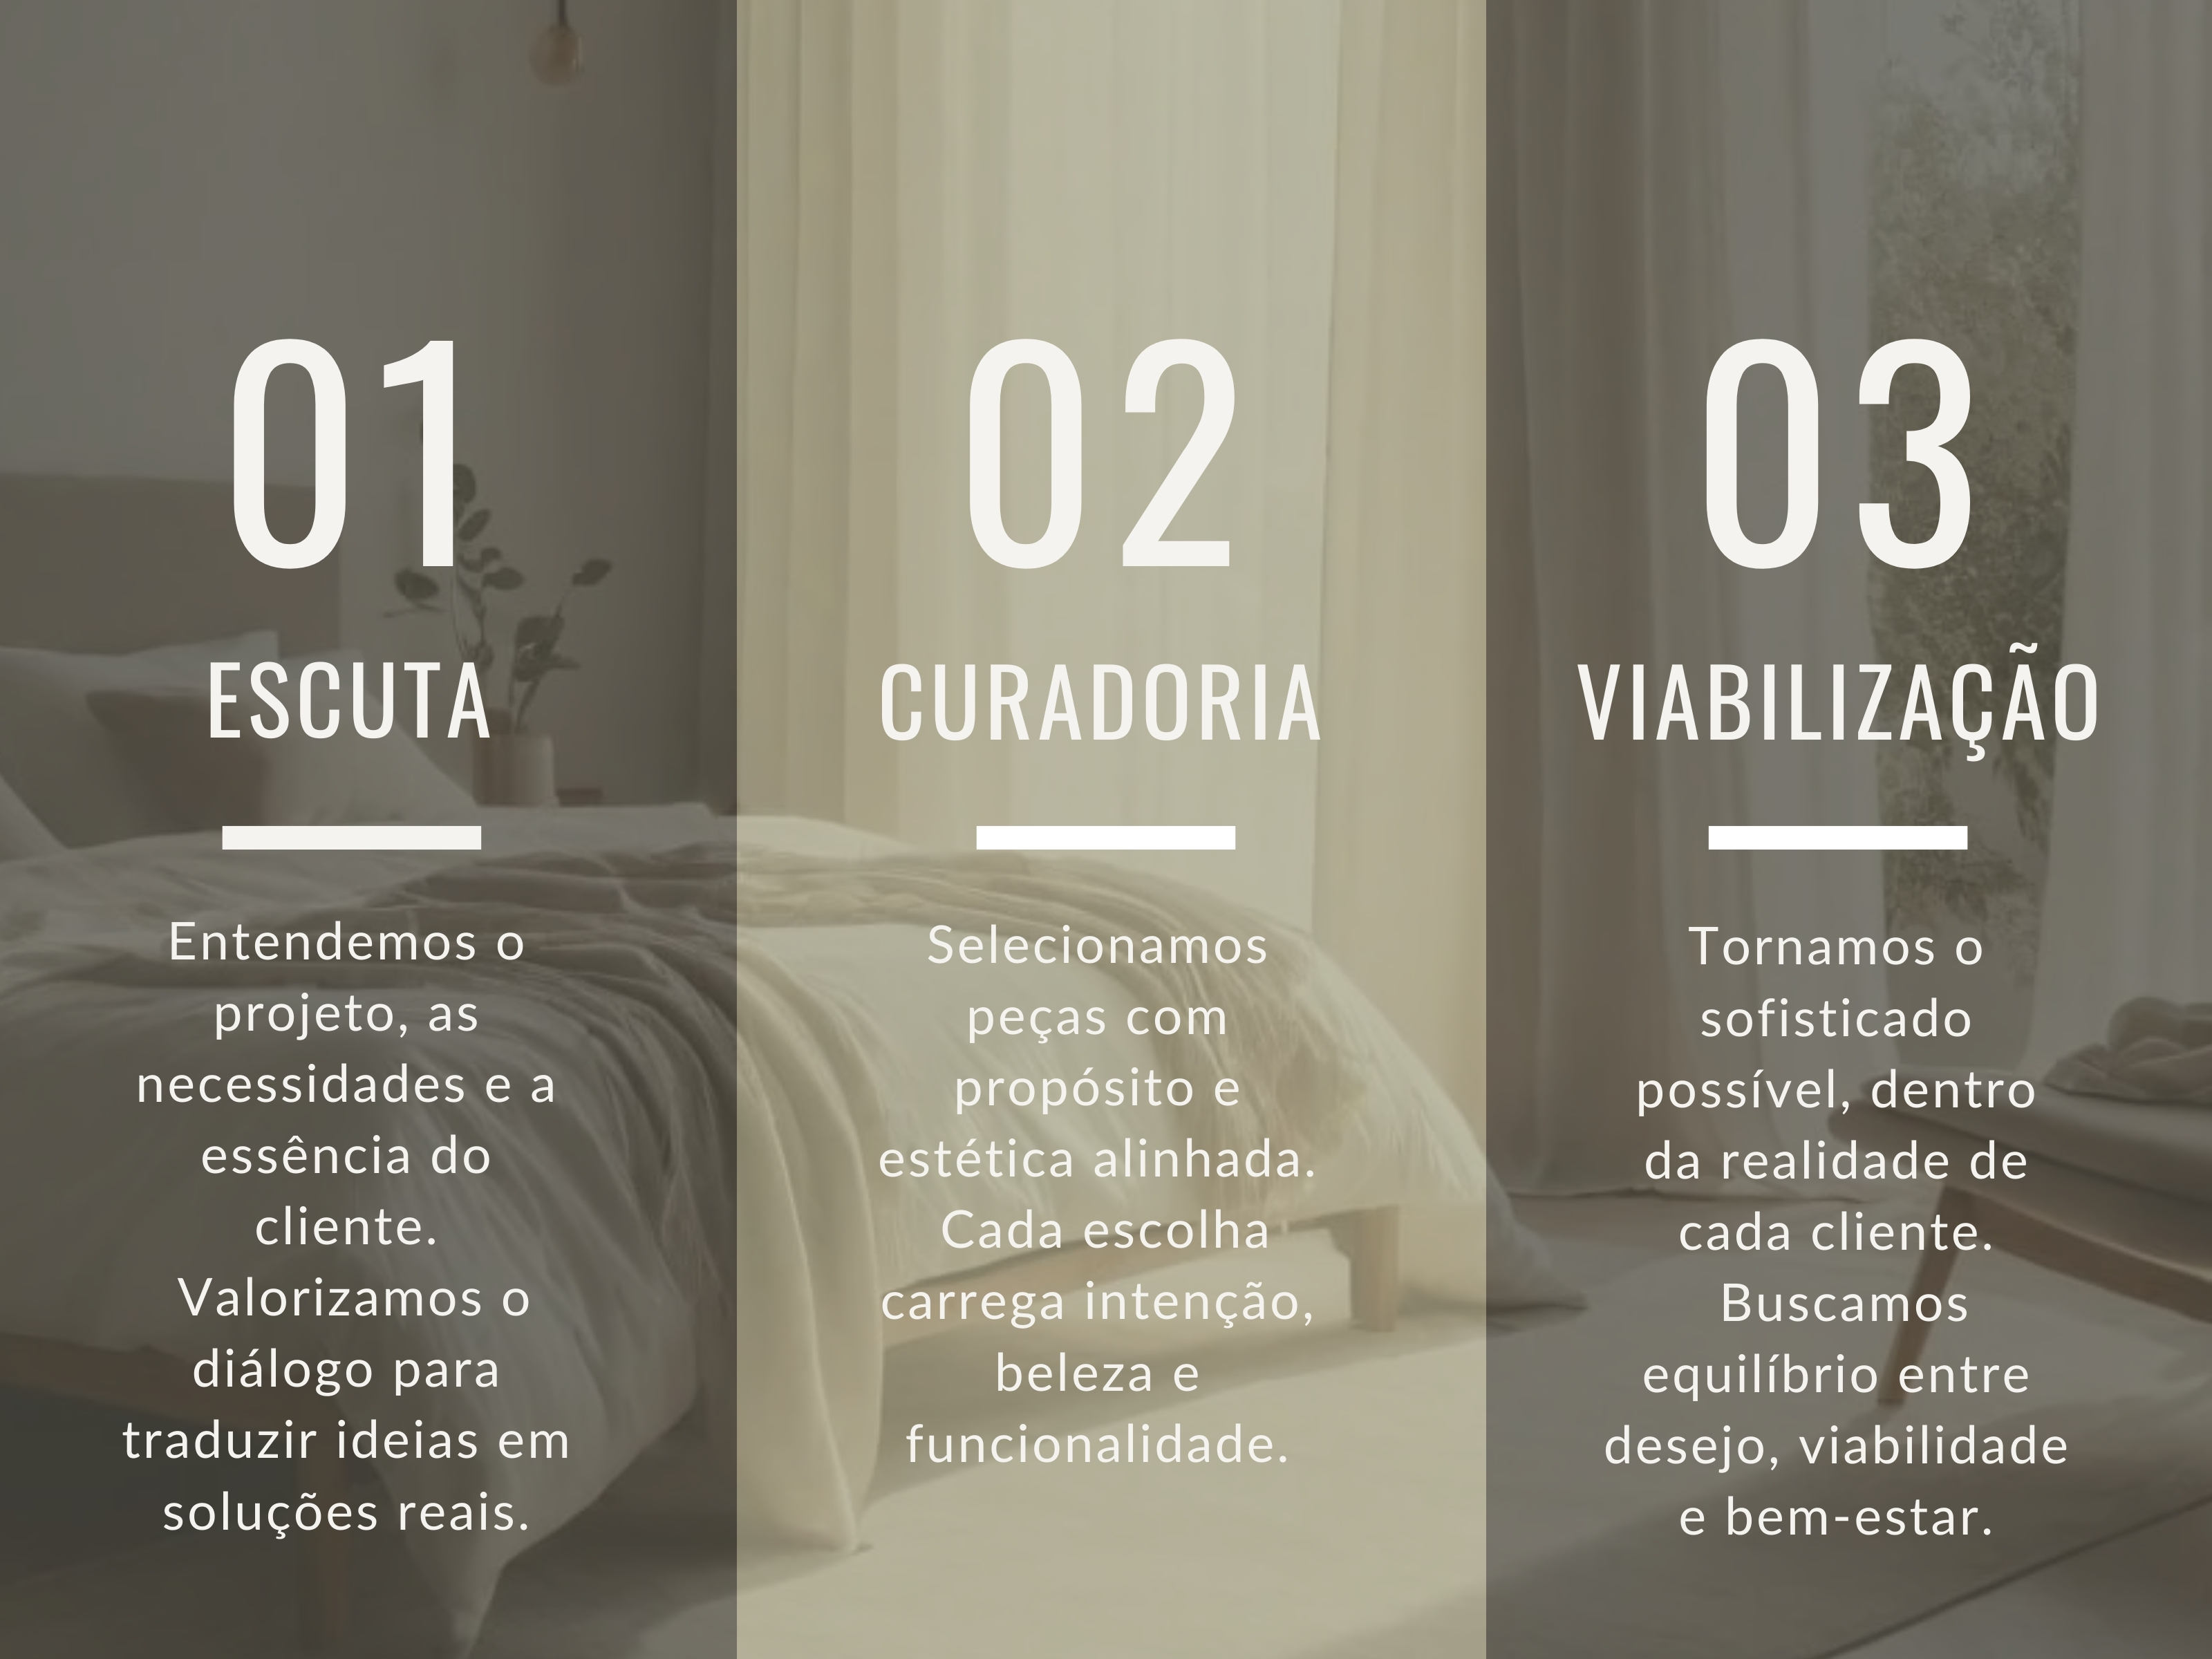 01
ESCUTA
Entendemos o
projeto, as
necessidades e a
essência do
cliente.
Valorizamos o
diálogo para
traduzir ideias em
soluções reais.
02
CURADORIA
Selecionamos
peças com
propósito e
estética alinhada.
Cada escolha
carrega intenção,
beleza e
funcionalidade.
03
VIABILIZAÇÃO
Tornamos o
sofisticado
possível, dentro
da realidade de
cada cliente.
Buscamos
equilíbrio entre
desejo, viabilidade
e bem-estar.